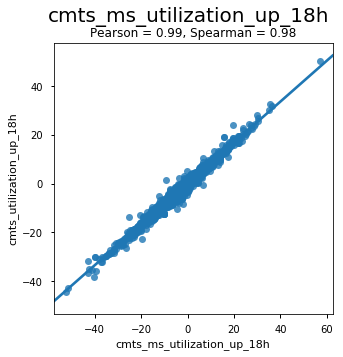 cmts_ms_utilization_up_18h
Pearson = 0.99, Spearman = 0.98
cmts_utilization_up_18h
40
20
0
−20
−40
−40
−20
0
20
40
60
cmts_ms_utilization_up_18h